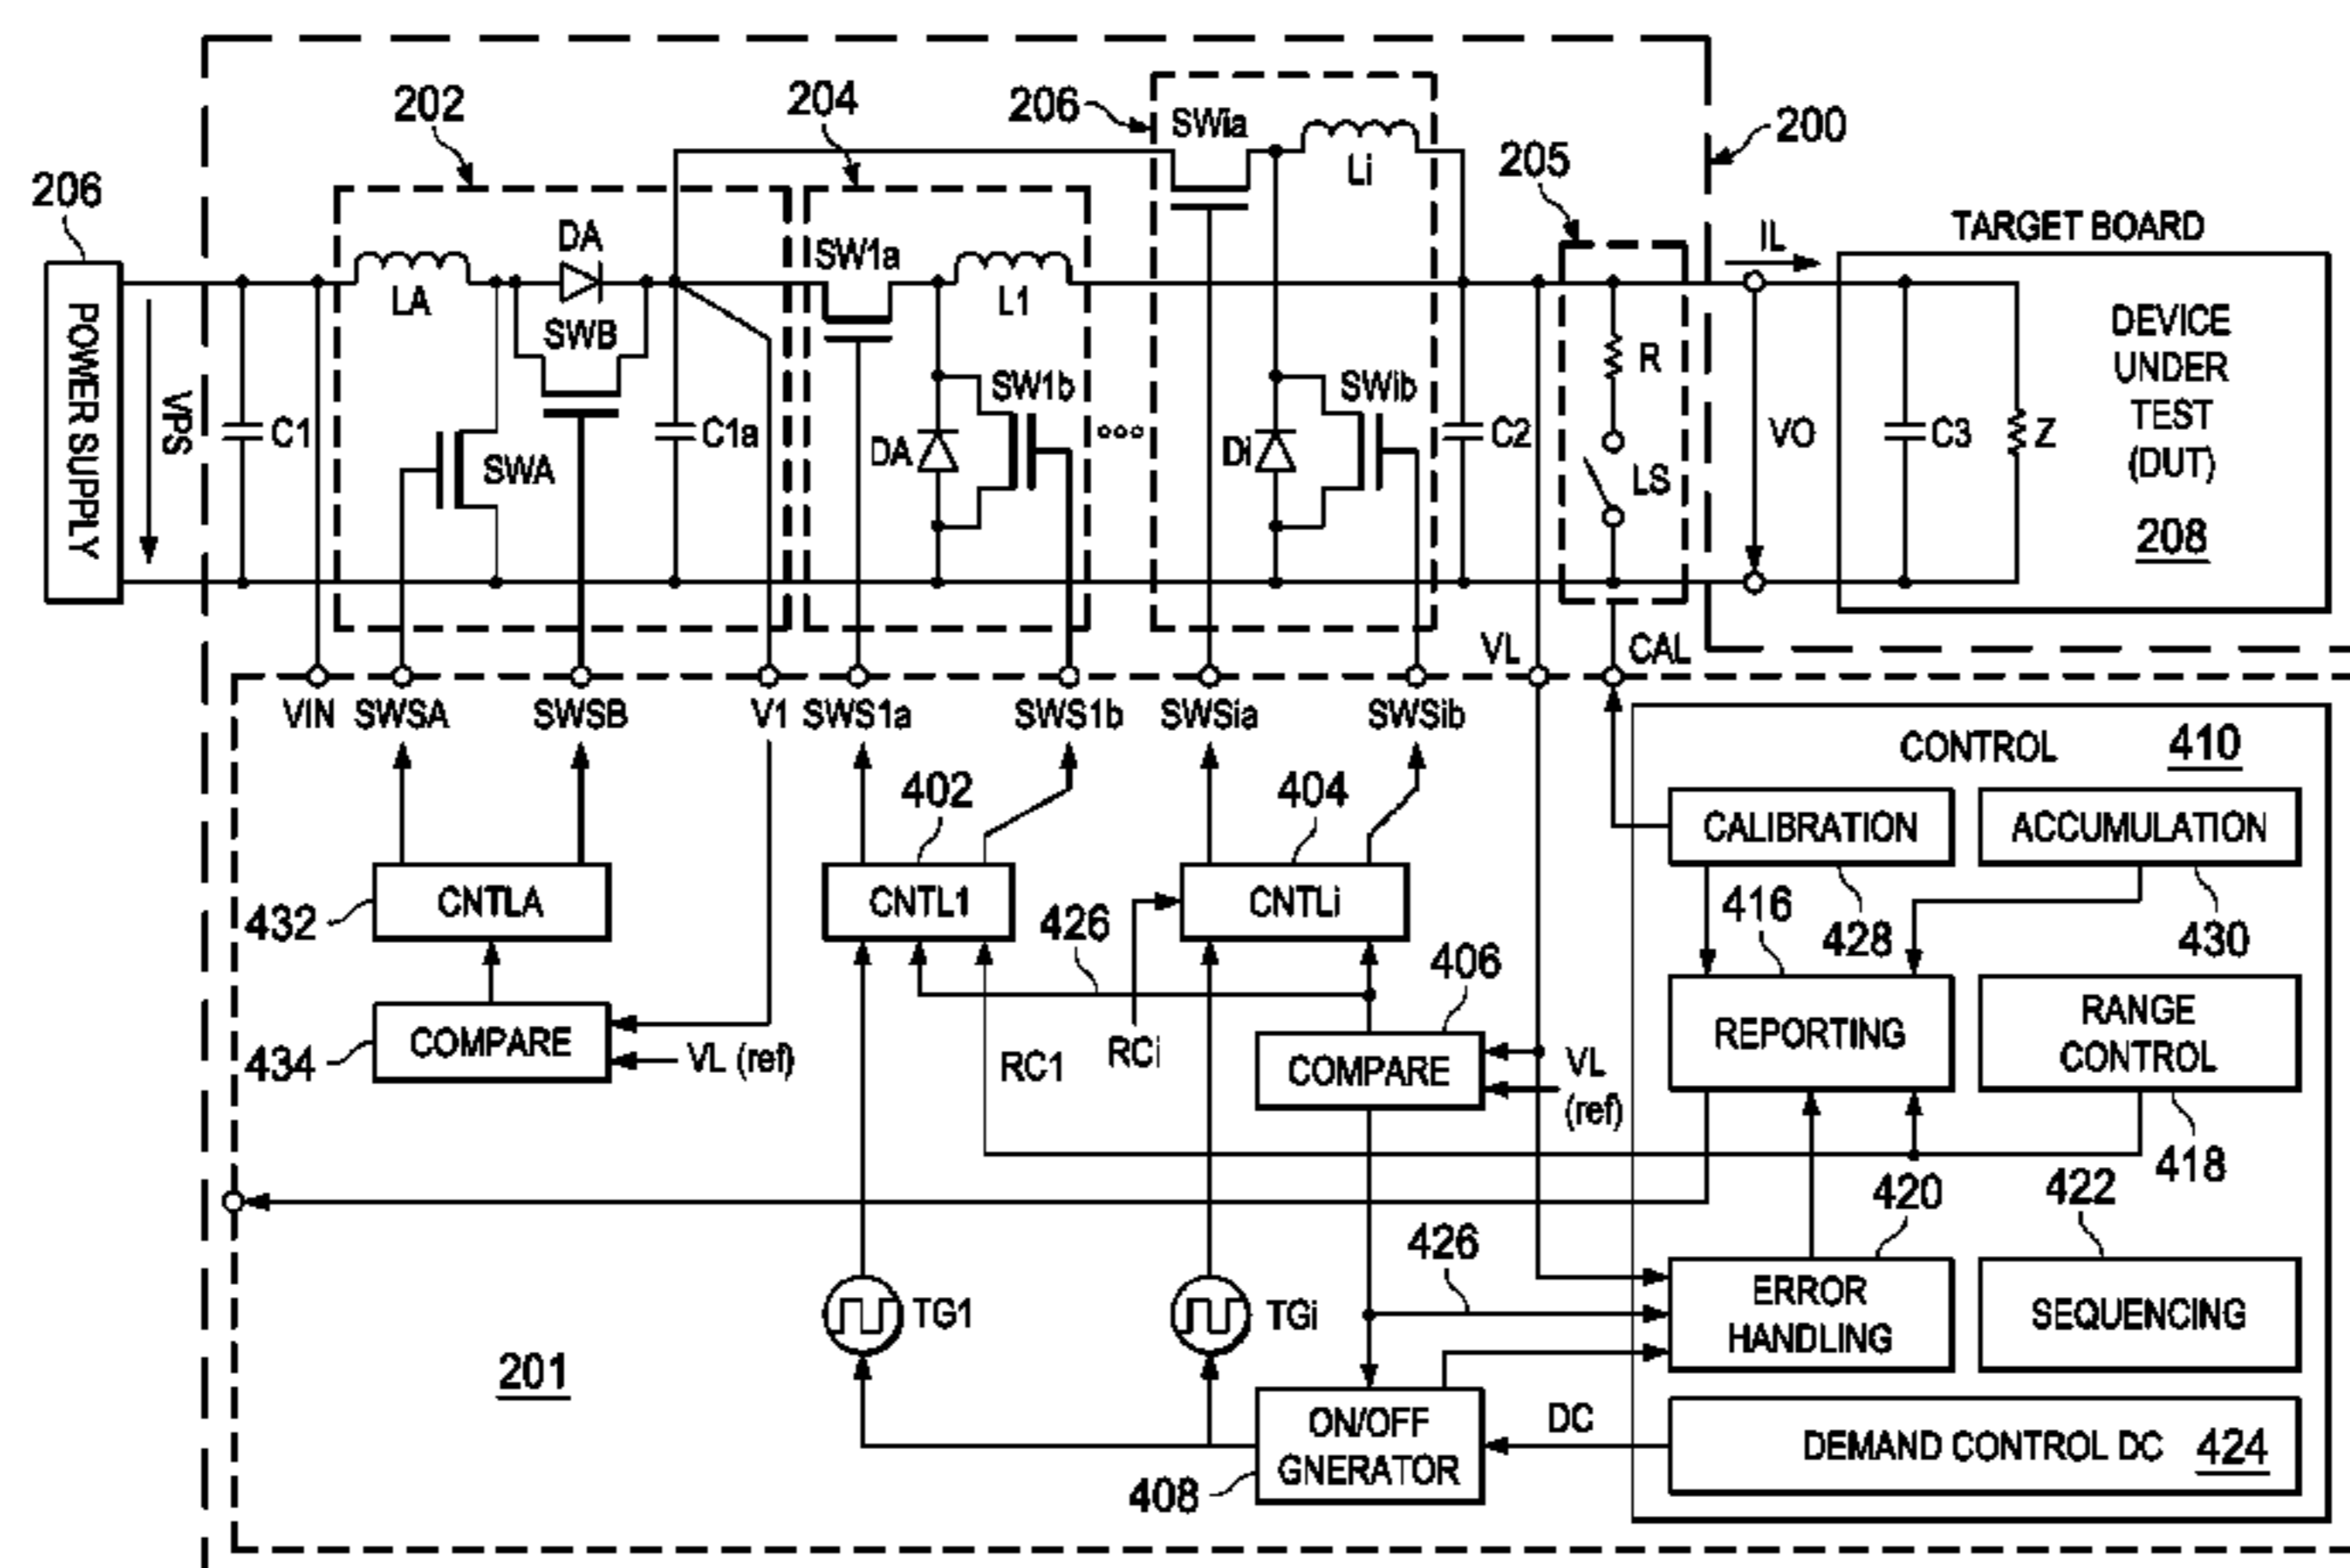 202
204
206
SWia
Li
200
205
206
DA
SW1a
IL
TARGET BOARD
LA
SWB
L1
POWER SUPPLY
VPS
C1
SWA
C1a
DA
SW1b
Di
SWib
C2
R
LS
VO
C3
Z
DEVICE
UNDER
TEST
(DUT)
208
VL
CAL
VIN
SWSA
SWSB
V1
SWS1a
SWS1b
SWSia
SWSib
CONTROL
410
402
404
CALIBRATION
ACCUMULATION
432
CNTLA
CNTL1
426
CNTLi
416
428
430
406
434
COMPARE
VL (ref)
RC1
RCi
COMPARE
VL
(ref)
REPORTING
RANGE
CONTROL
418
420
422
426
TG1
TGi
ERROR
HANDLING
SEQUENCING
201
ON/OFF
GNERATOR
408
DC
DEMAND CONTROL DC
424